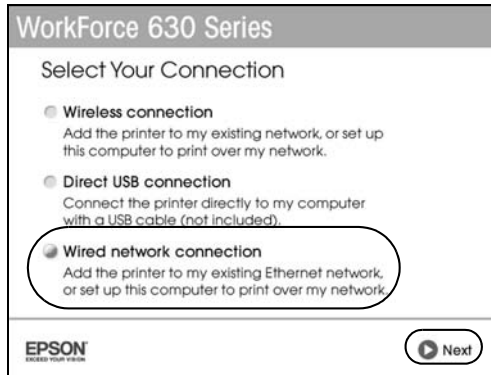 WorkForce 630 Series
Select Your Connection
Wireless connection
Add the printer to my existing network, or set up
this computer to print over my network.
Direct USB connection
Connect the printer directly to my computer
with a USB cable (not included).
Wired network connection
Add the printer to my existing Ethernet network,
or set up this computer to print over my network.
EPSON
EXCEED YOUR VISION
Next